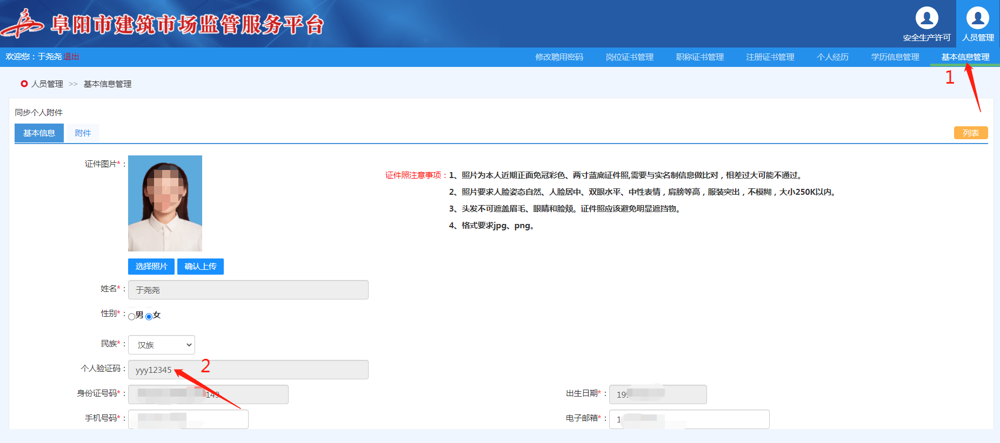 阜阳市建筑市场监管服务平台
安全生产许可
人员管理
欢迎您：于尧尧 退出
修改聘用密码 岗位证书管理 职称证书管理 注册证书管理 个人经历 学历信息管理 基本信息管理
1
人员管理 >> 基本信息管理
同步个人附件
基本信息 附件 列表
证件图片*：
证件照注意事项：1、照片为本人近期正面免冠彩色、两寸蓝底证件照,需要与实名制信息做比对，相差过大可能不通过。
2、照片要求人脸姿态自然、人脸居中、双眼水平、中性表情，肩膀等高，服装突出，不模糊，大小250K以内。
3、头发不可遮盖眉毛、眼睛和脸颊。证件照应该避免明显遮挡物。
4、格式要求jpg、png。
选择照片 确认上传
姓名*： 于尧尧
性别*： 男 女
民族*： 汉族
个人验证码： yyy12345
2
身份证号码*： 149
出生日期*： 199
手机号码*：
电子邮箱*： 1